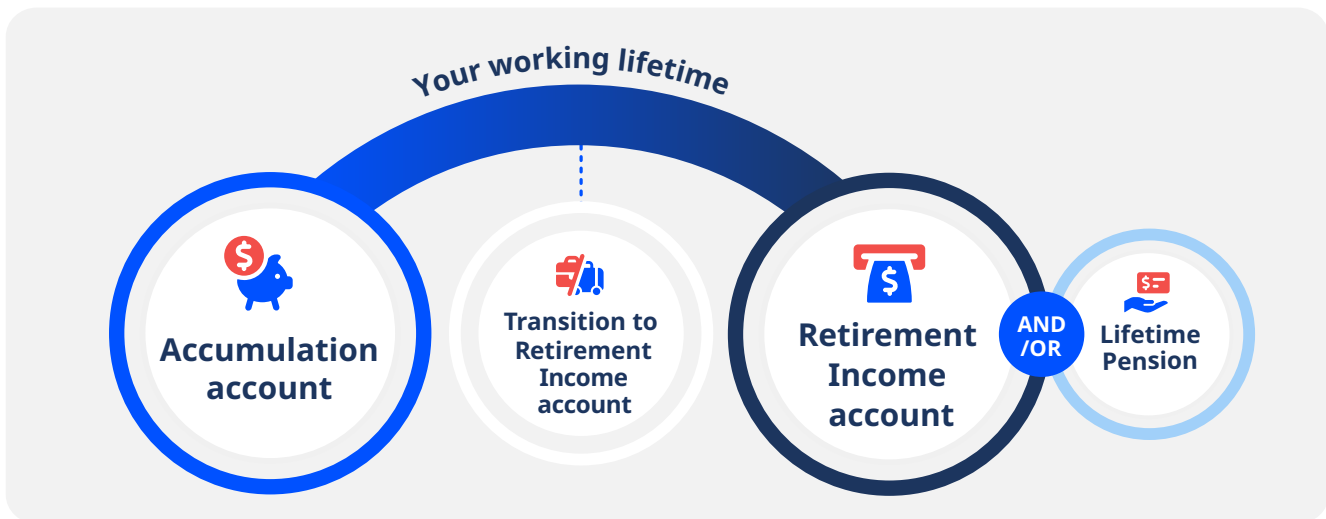 Your working lifetime
Accumulation
account
Transition to
Retirement
Income
account
Retirement
Income
account
AND
/OR
Lifetime
Pension